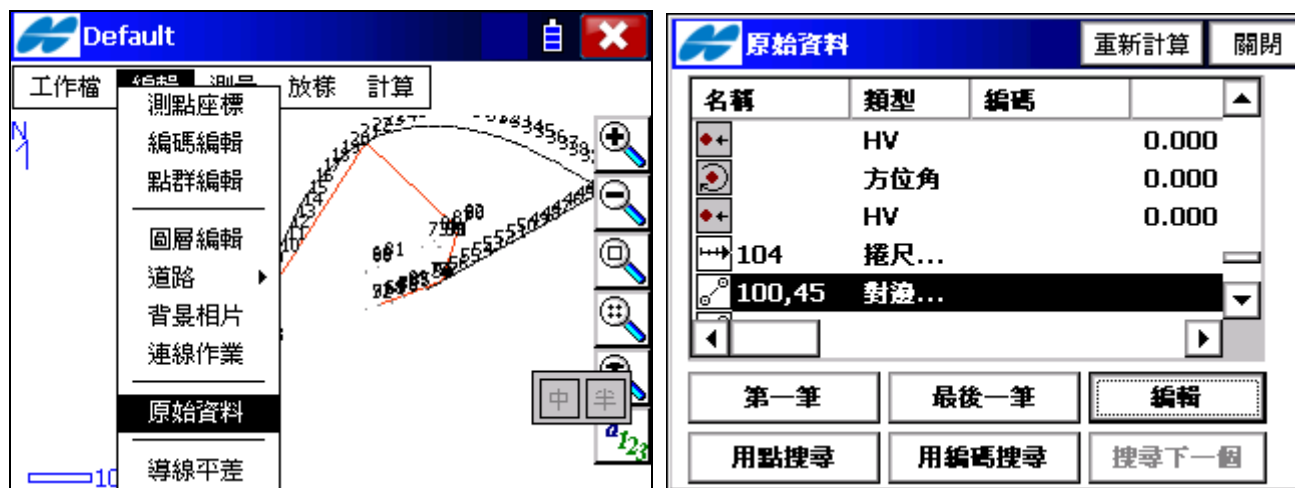 Default
工作檔 編輯 測量 放樣 計算
測點座標
編碼編輯
點群編輯
圖層編輯
道路
背景相片
連線作業
原始資料
導線平差
N
中 半
a123
10
原始資料 重新計算 關閉
名稱 類型 編碼
HV 0.000
方位角 0.000
HV 0.000
104 捲尺...
100,45 對邊...
第一筆 最後一筆 編輯
用點搜尋 用編碼搜尋 搜尋下一個